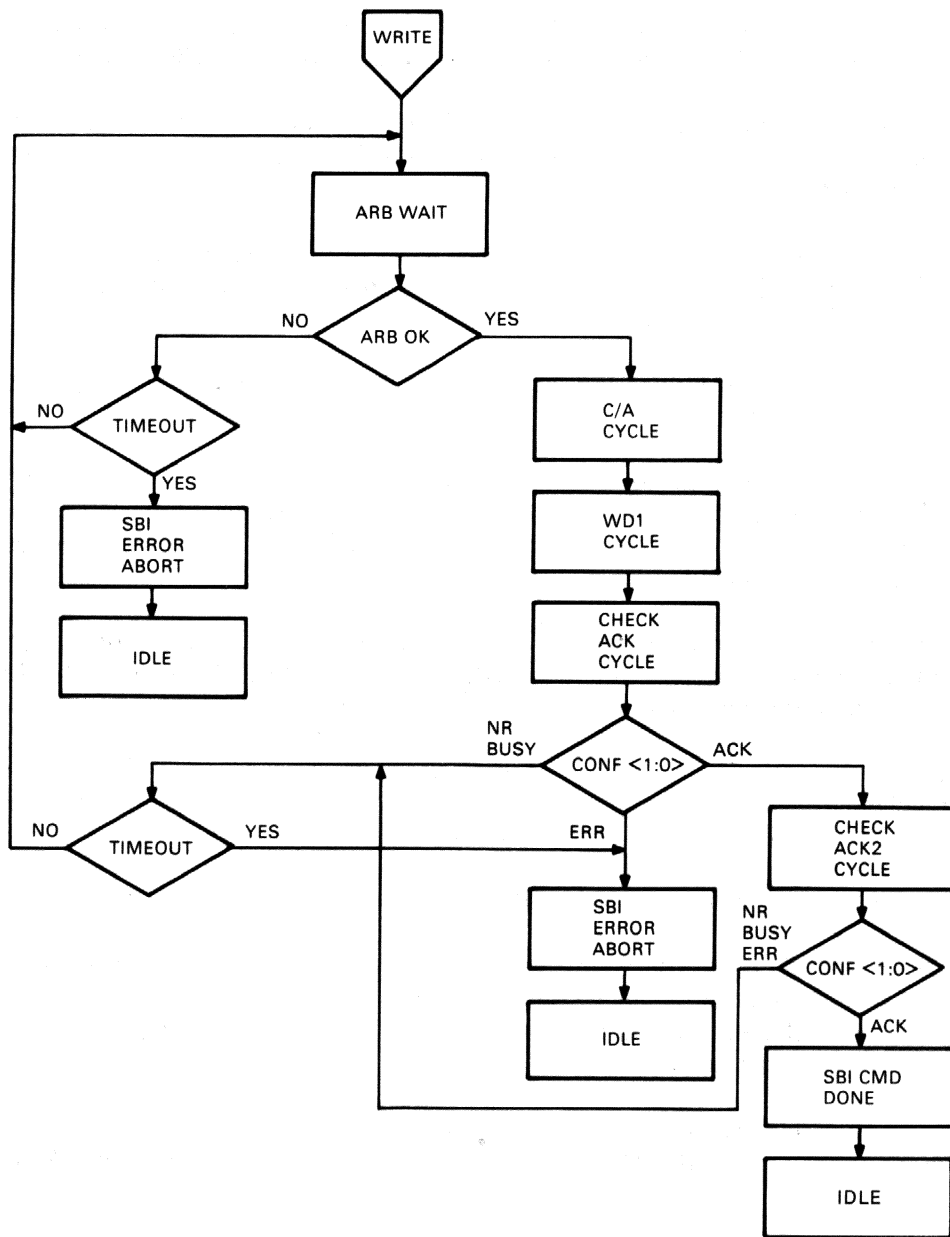 WRITE
ARB WAIT
ARB OK
NO
YES
TIMEOUT
NO
YES
SBI
ERROR
ABORT
IDLE
C/A
CYCLE
WD1
CYCLE
CHECK
ACK
CYCLE
NR
BUSY
CONF <1:0>
ACK
ERR
TIMEOUT
NO
YES
SBI
ERROR
ABORT
IDLE
CHECK
ACK2
CYCLE
NR
BUSY
ERR
CONF <1:0>
ACK
SBI CMD
DONE
IDLE